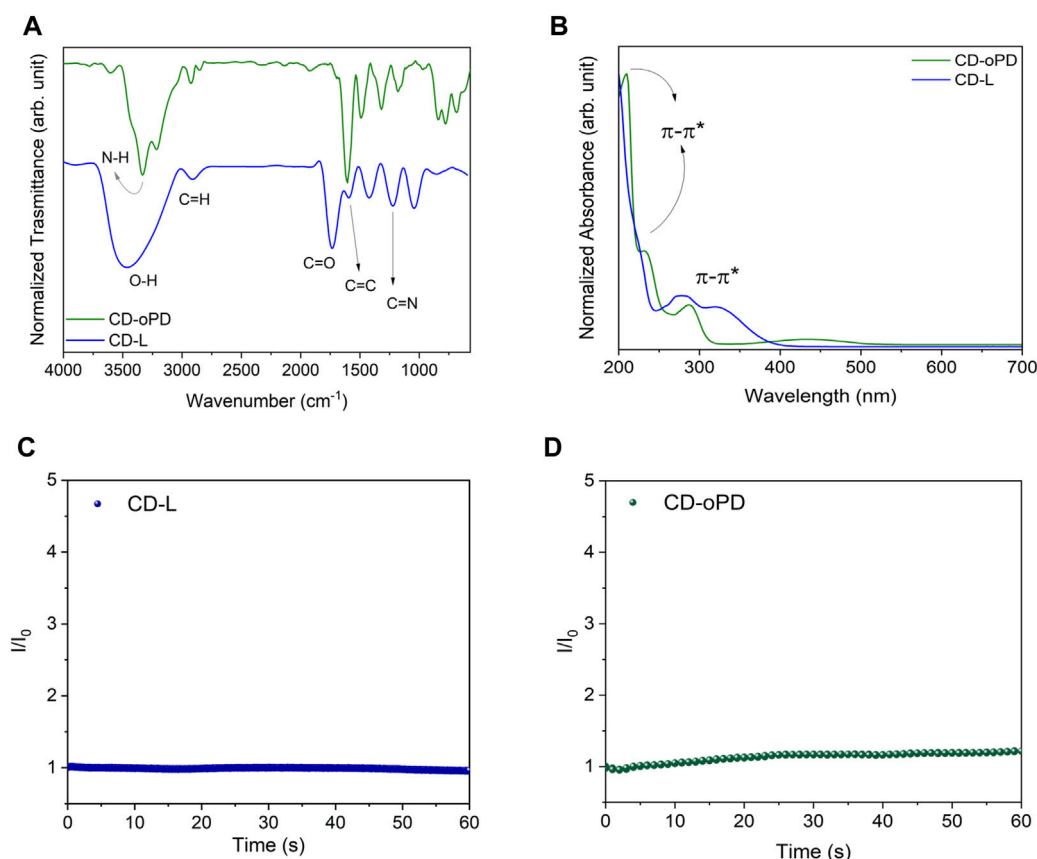 A
Normalized Trasmittance (arb. unit)
N-H
C=H
O-H
C=O
C=C
C=N
CD-oPD
CD-L
4000 3500 3000 2500 2000 1500 1000
Wavenumber (cm-1)
B
Normalized Absorbance (arb. unit)
CD-oPD
CD-L
π-π*
π-π*
200 300 400 500 600 700
Wavelength (nm)
C
I/I0
5
4
3
2
1
CD-L
0 10 20 30 40 50 60
Time (s)
D
I/I0
5
4
3
2
1
CD-oPD
0 10 20 30 40 50 60
Time (s)